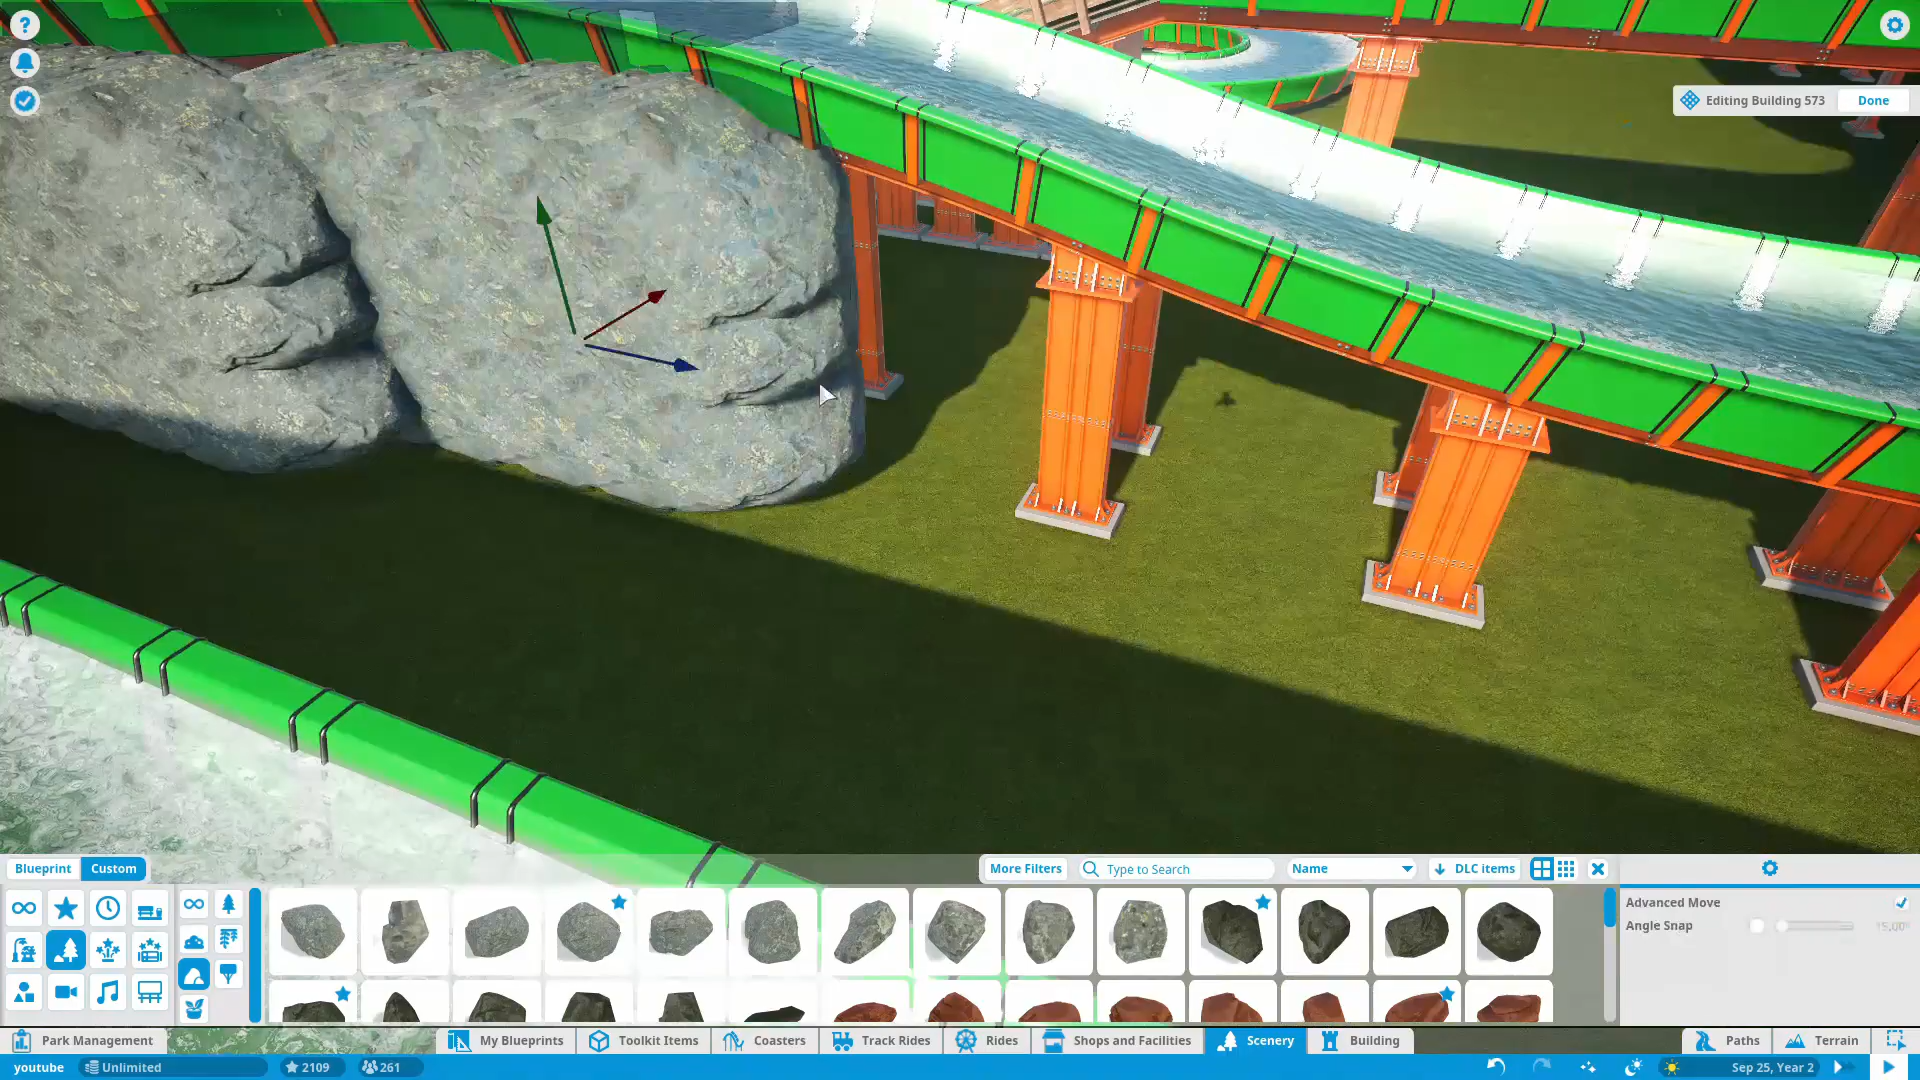 ?
Editing Building 573
Done
Blueprint
Custom
More Filters
Type to Search
Name
DLC items
Advanced Move
Angle Snap
15.00°
Park Management
My Blueprints
Toolkit Items
Coasters
Track Rides
Rides
Shops and Facilities
Scenery
Building
Paths
Terrain
youtube
Unlimited
2109
261
Sep 25, Year 2